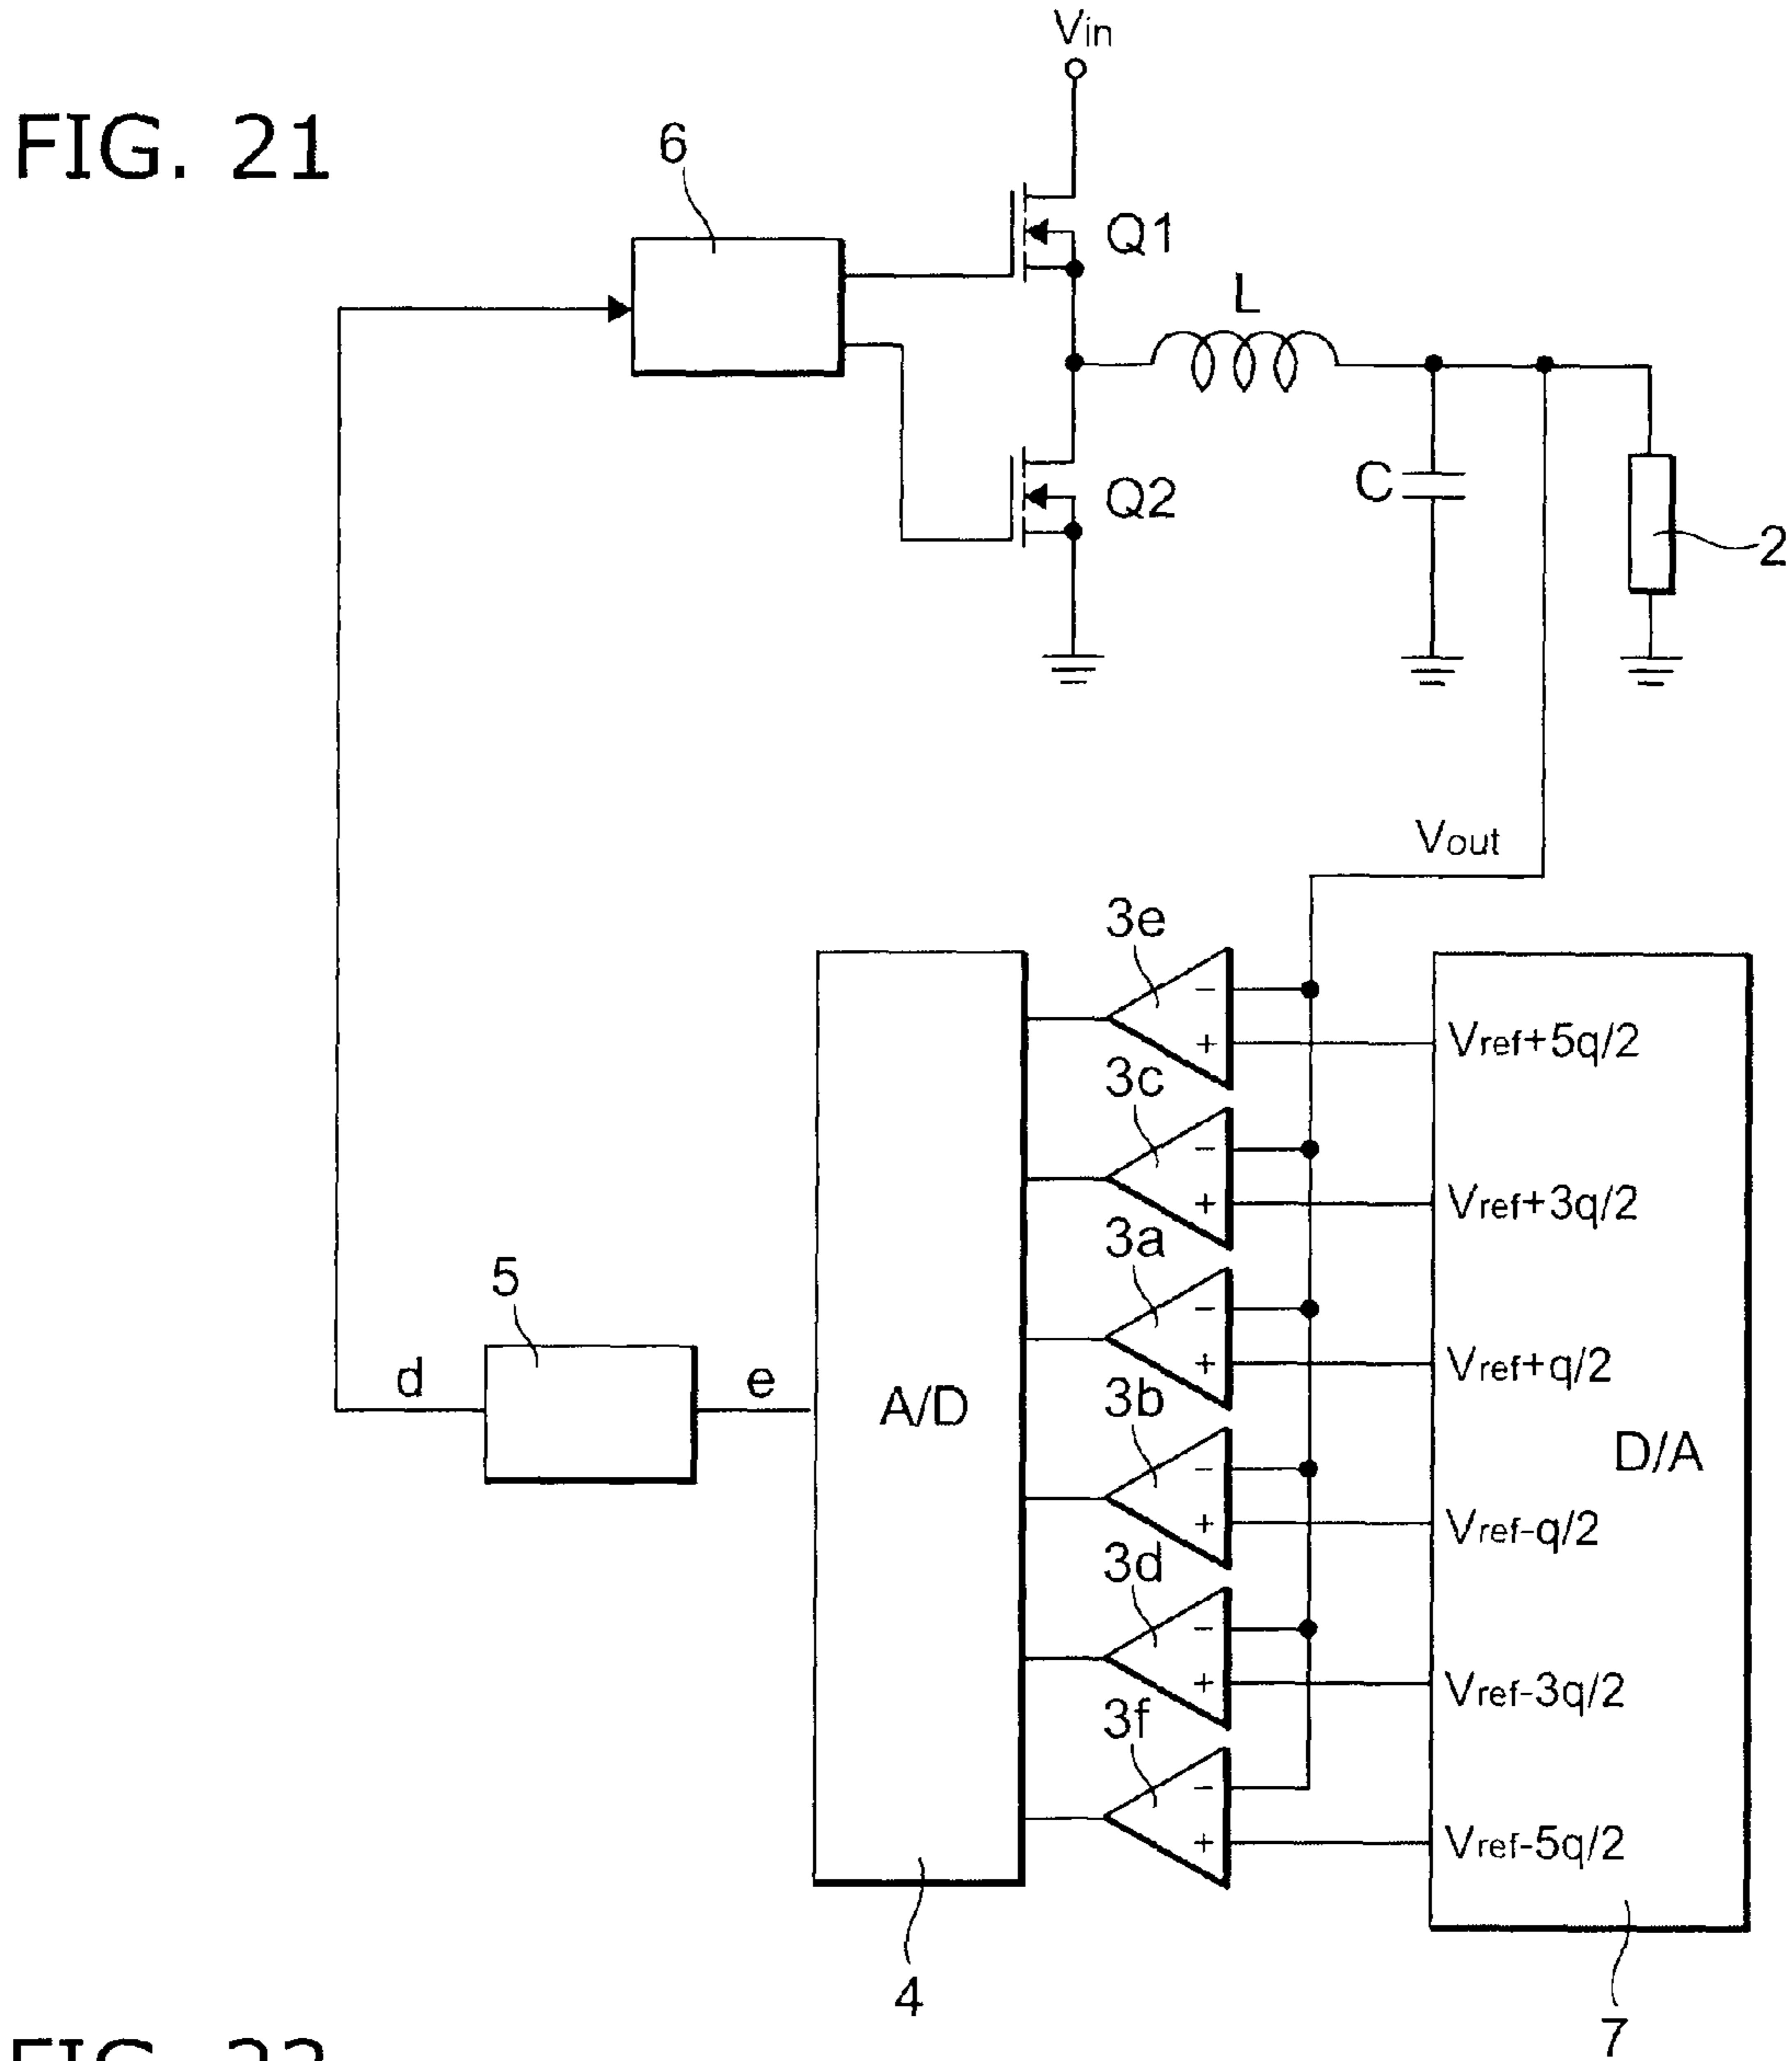 Vin
FIG. 21
6
Q1
L
Q2
C
2
Vout
3e
-
+
Vref+5q/2
3c
-
+
Vref+3q/2
3a
-
+
Vref+q/2
5
d
e
A/D
3b
-
+
Vref-q/2
D/A
3d
-
+
Vref-3q/2
3f
-
+
Vref-5q/2
4
7